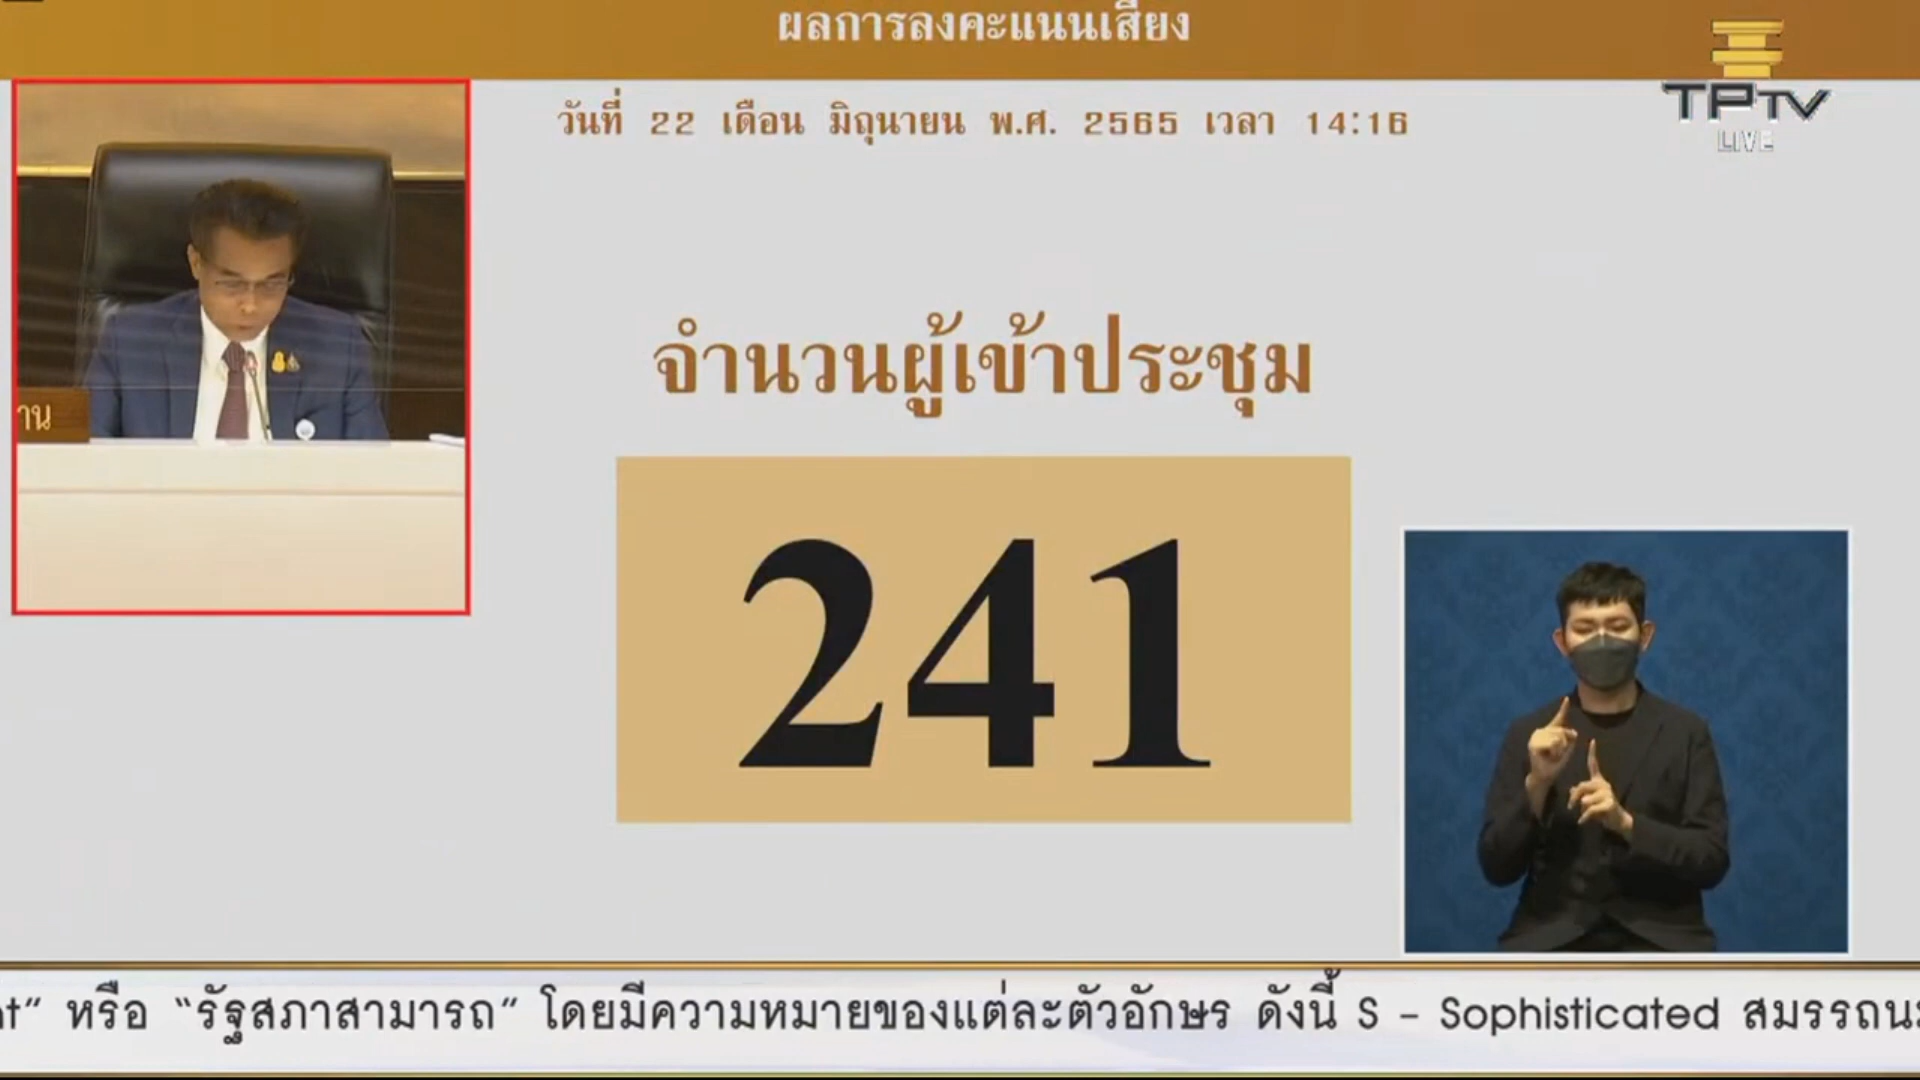 ผลการลงคะแนนเสียง
TPTV
LIVE
วันที่ 22 เดือน มิถุนายน พ.ศ. 2565 เวลา 14:16
จำนวนผู้เข้าประชุม
241
” หรือ “รัฐสภาสามารถ” โดยมีความหมายของแต่ละตัวอักษร ดังนี้ S – Sophisticated